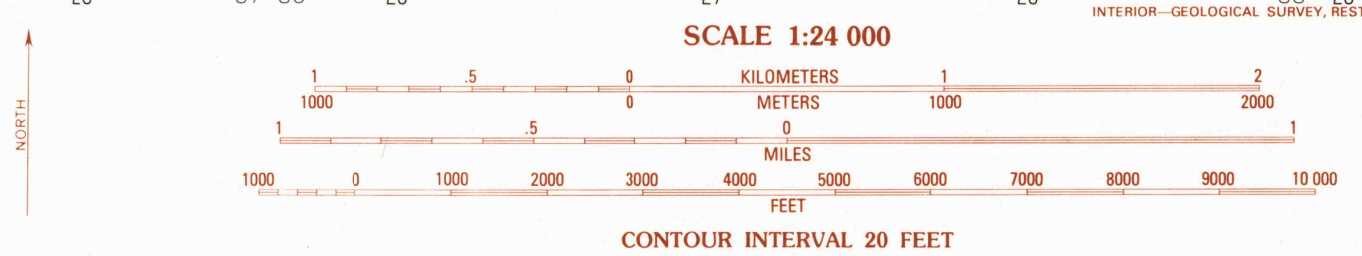 INTERIOR—GEOLOGICAL SURVEY, REST
SCALE 1:24 000
NORTH
1 .5 0 KILOMETERS 1 2
1000 0 METERS 1000 2000
1 .5 0 1
MILES
1000 0 1000 2000 3000 4000 5000 6000 7000 8000 9000 10 000
FEET
CONTOUR INTERVAL 20 FEET